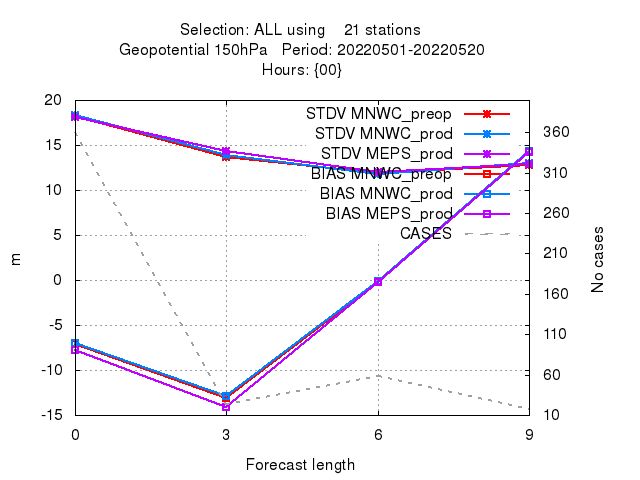 Selection: ALL using 21 stations
Geopotential 150hPa Period: 20220501-20220520
Hours: {00}
20
15
10
5
0
-5
-10
-15
m
STDV MNWC_preop
STDV MNWC_prod
STDV MEPS_prod
BIAS MNWC_preop
BIAS MNWC_prod
BIAS MEPS_prod
CASES
360
310
260
210
160
110
60
10
No cases
0 3 6 9
Forecast length